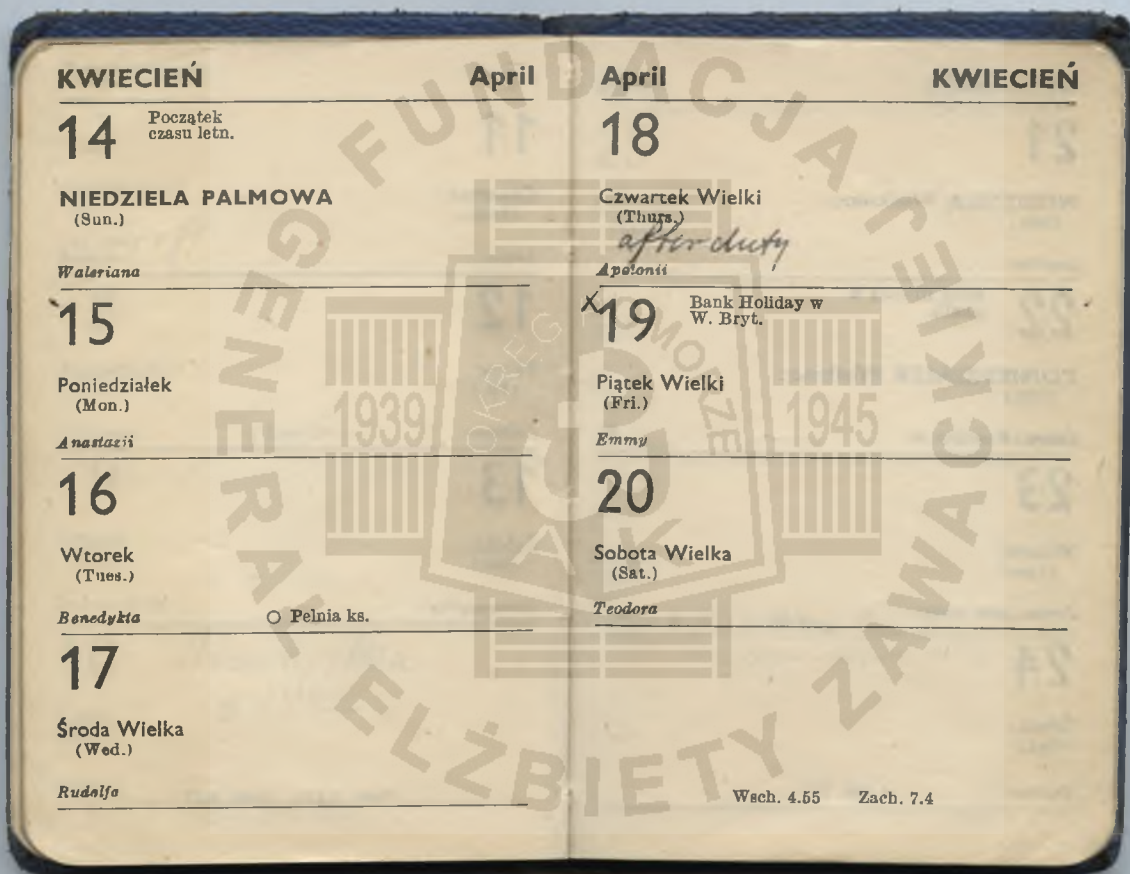 KWIECIEŃ April
14 Początek
czasu letn.
NIEDZIELA PALMOWA
(Sun.)
Waleriana
15
Poniedziałek
(Mon.)
Anastazii
16
Wtorek
(Tues.)
Benedykta ○ Pełnia ks.
17
Środa Wielka
(Wed.)
Rudolfa
April KWIECIEŃ
18
Czwartek Wielki
(Thurs.)
after duty
Apolonii
x19 Bank Holiday w
W. Bryt.
Piątek Wielki
(Fri.)
Emmy
20
Sobota Wielka
(Sat.)
Teodora
Wsch. 4.55 Zach. 7.4
FUNDACJA GENERAŁ ELŻBIETY ZAWACKIEJ
1939 1945
OKRĘG POMORZE
AK